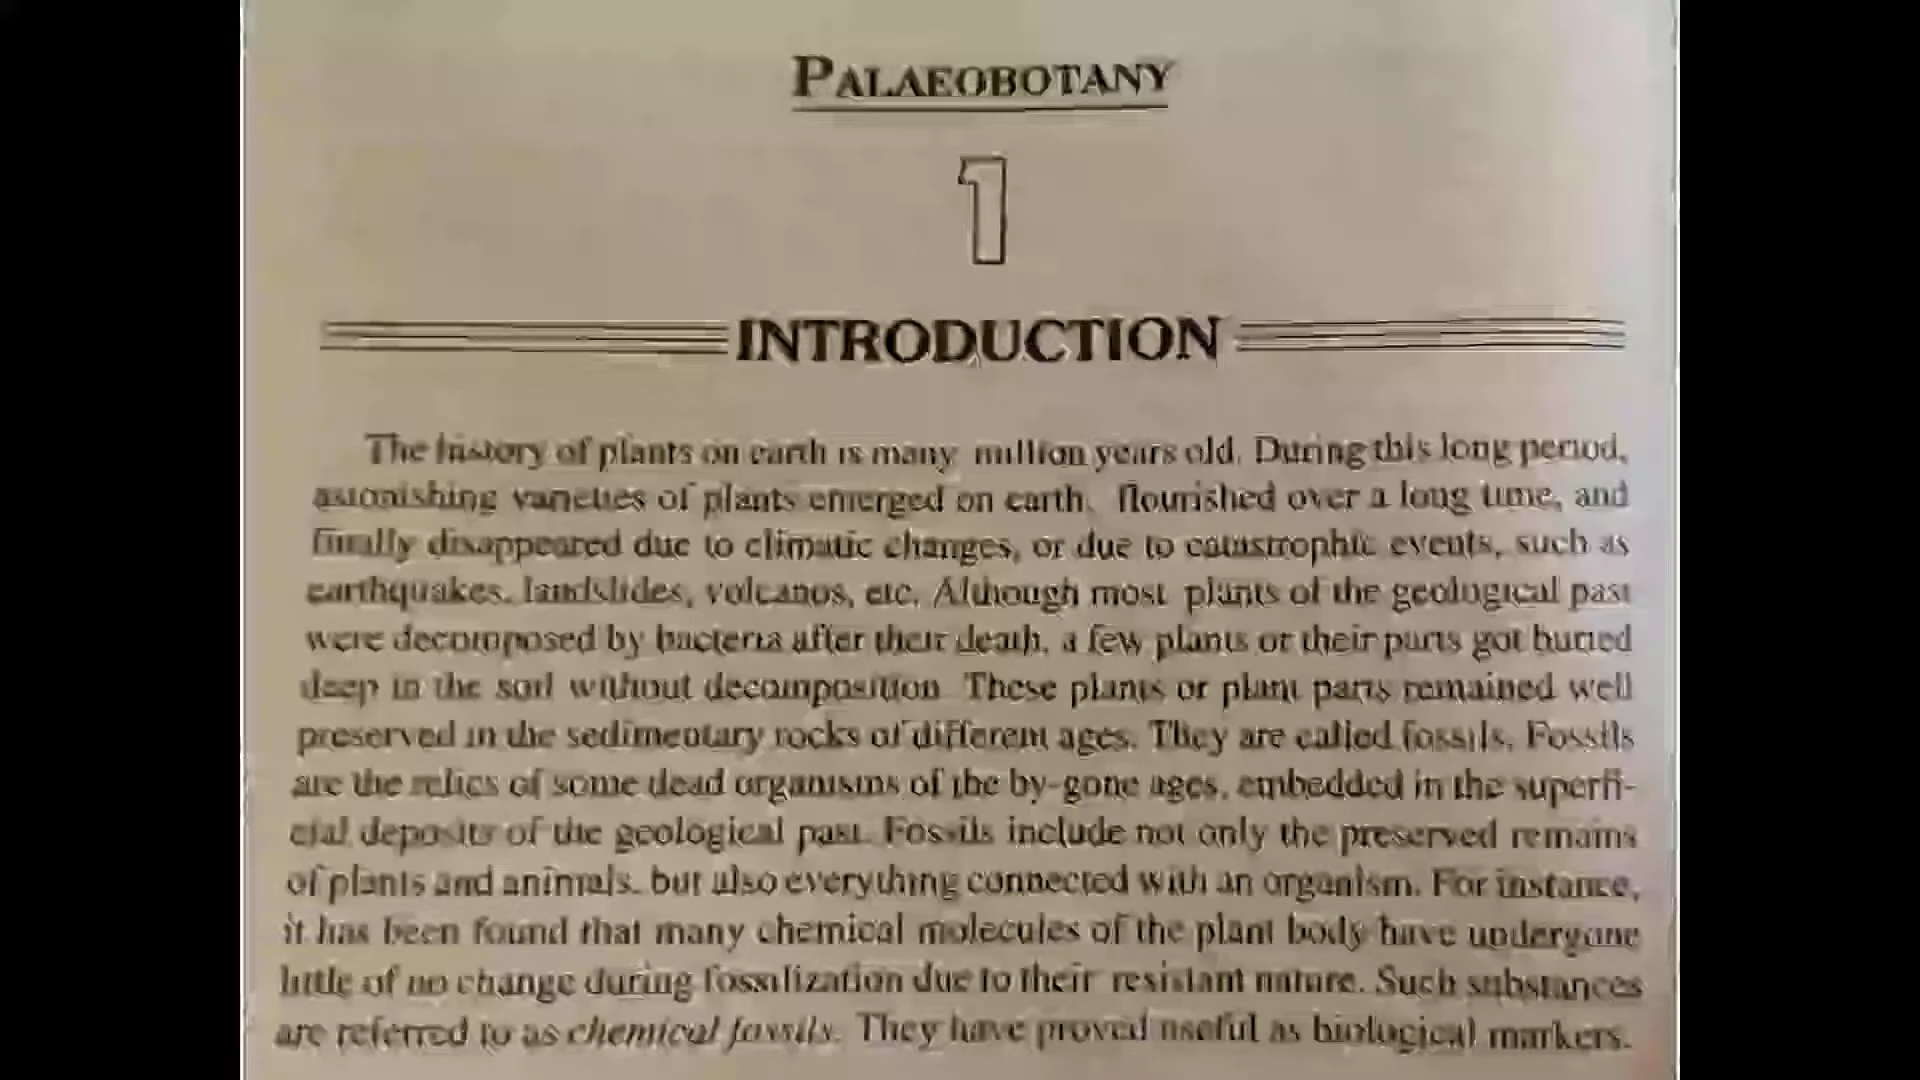 PALAEOBOTANY
1
INTRODUCTION
The history of plants on earth is many million years old. During this long period,
astonishing varieties of plants emerged on earth, flourished over a long time, and
finally disappeared due to climatic changes, or due to catastrophic events, such as
earthquakes, landslides, volcanos, etc. Although most plants of the geological past
were decomposed by bacteria after their death, a few plants or their parts got buried
deep in the soil without decomposition. These plants or plant parts remained well
preserved in the sedimentary rocks of different ages. They are called fossils. Fossils
are the relics of some dead organisms of the by-gone ages, embedded in the superfi-
cial deposits of the geological past. Fossils include not only the preserved remains
of plants and animals, but also everything connected with an organism. For instance,
it has been found that many chemical molecules of the plant body have undergone
little of no change during fossilization due to their resistant nature. Such substances
are referred to as chemical fossils. They have proved useful as biological markers.